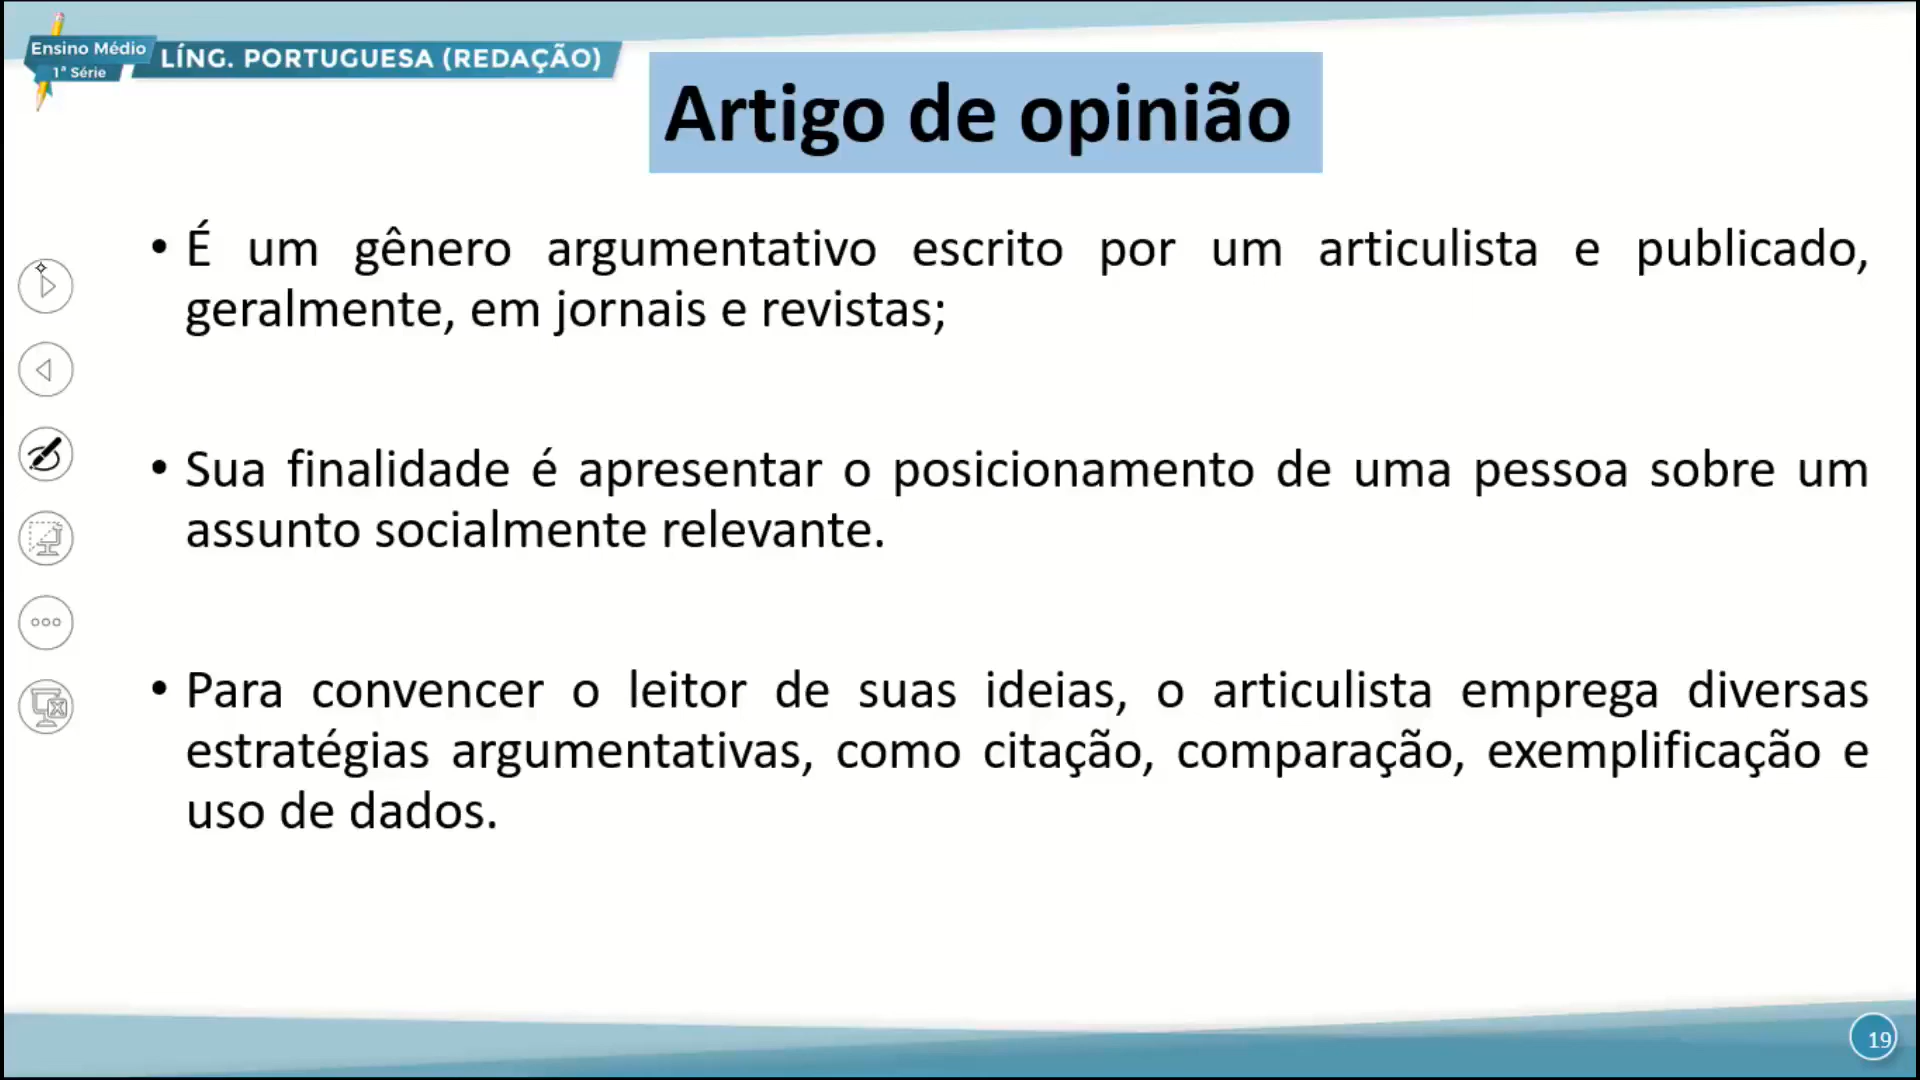 Ensino Médio
1ª Série
LÍNG. PORTUGUESA (REDAÇÃO)
Artigo de opinião
• É um gênero argumentativo escrito por um articulista e publicado,
geralmente, em jornais e revistas;
• Sua finalidade é apresentar o posicionamento de uma pessoa sobre um
assunto socialmente relevante.
• Para convencer o leitor de suas ideias, o articulista emprega diversas
estratégias argumentativas, como citação, comparação, exemplificação e
uso de dados.
19